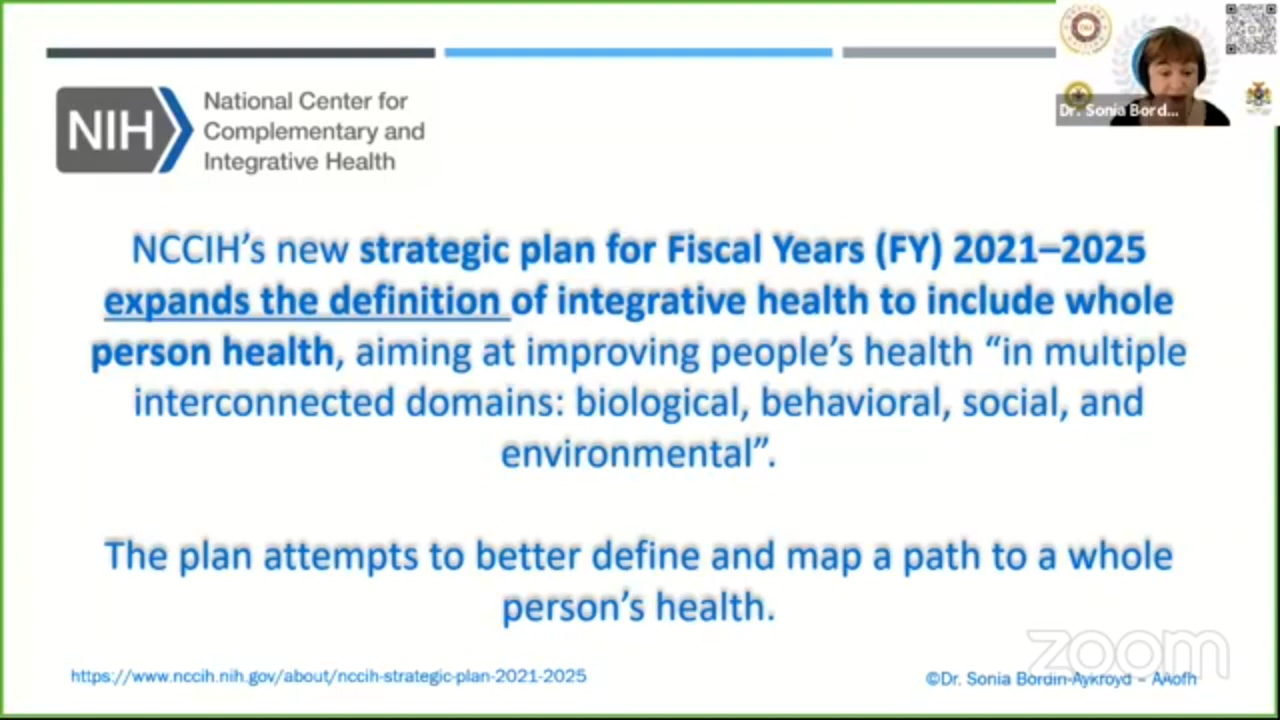 NIH
National Center for
Complementary and
Integrative Health
Dr. Sonia Bord...
NCCIH's new strategic plan for Fiscal Years (FY) 2021–2025
expands the definition of integrative health to include whole
person health, aiming at improving people's health “in multiple
interconnected domains: biological, behavioral, social, and
environmental”.
The plan attempts to better define and map a path to a whole
person's health.
zoom
https://www.nccih.nih.gov/about/nccih-strategic-plan-2021-2025
©Dr. Sonia Bordin-Aykroyd – AAofh